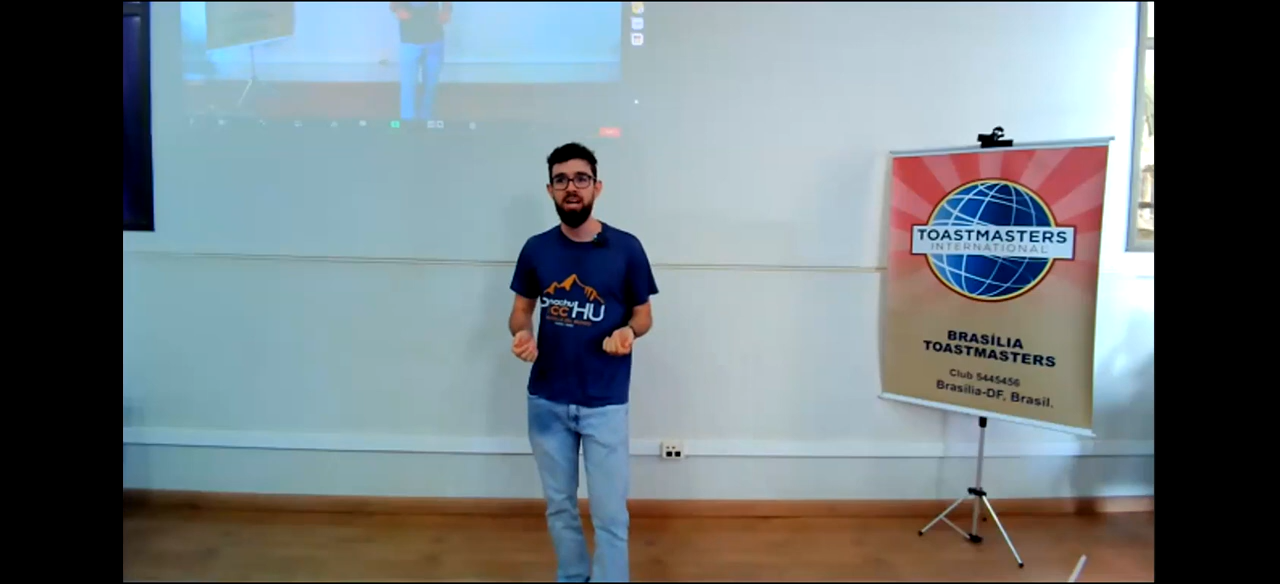 TOASTMASTERS
INTERNATIONAL
BRASÍLIA
TOASTMASTERS
Club 5445456
Brasília-DF, Brasil.
HU